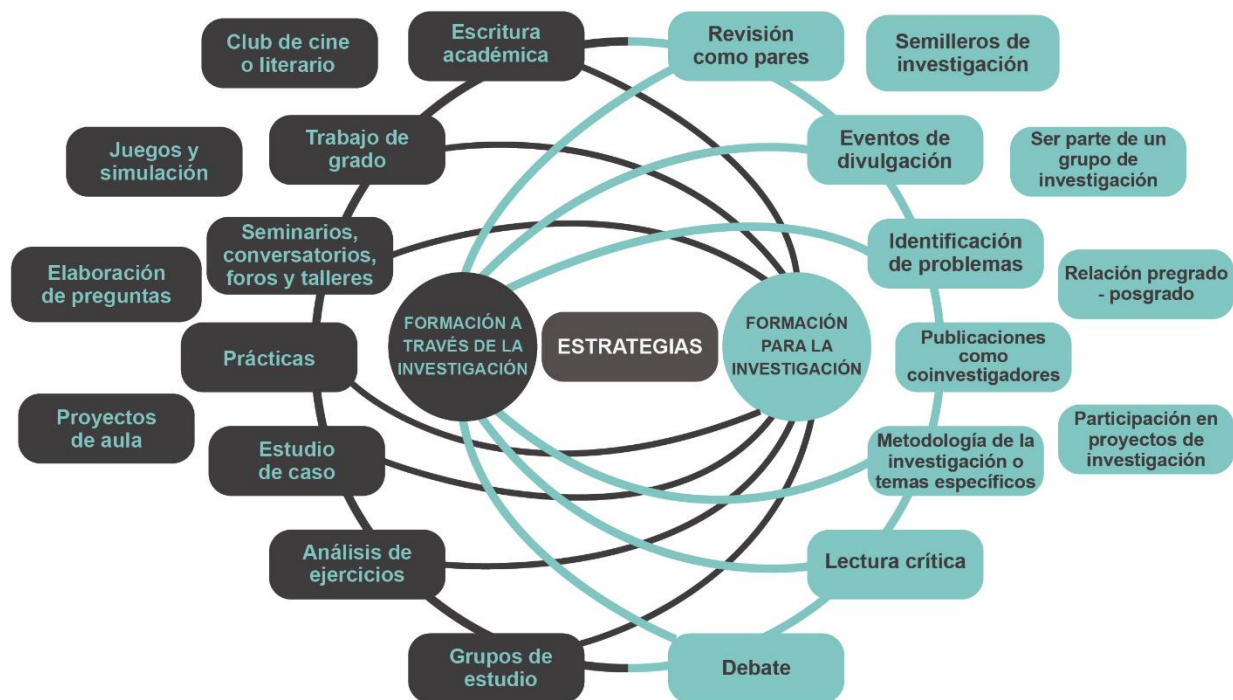 Club de cine
o literario
Escritura
académica
Revisión
como pares
Semilleros de
investigación
Juegos y
simulación
Trabajo de
grado
Eventos de
divulgación
Ser parte de un
grupo de
investigación
Elaboración
de preguntas
Seminarios,
conversatorios,
foros y talleres
Identificación
de problemas
Relación pregrado
- posgrado
FORMACIÓN A
TRAVÉS DE LA
INVESTIGACIÓN
ESTRATEGIAS
FORMACIÓN
PARA LA
INVESTIGACIÓN
Prácticas
Publicaciones
como
coinvestigadores
Proyectos
de aula
Estudio
de caso
Metodología de la
investigación o
temas específicos
Participación en
proyectos de
investigación
Análisis de
ejercicios
Lectura crítica
Grupos de
estudio
Debate